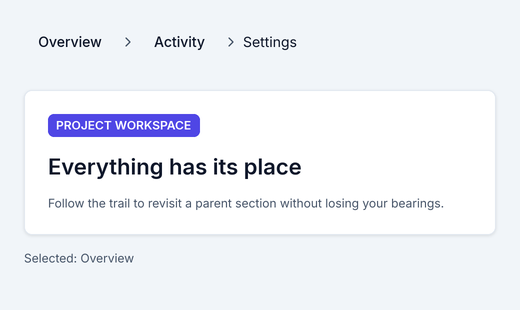 Overview > Activity > Settings
PROJECT WORKSPACE
Everything has its place
Follow the trail to revisit a parent section without losing your bearings.
Selected: Overview